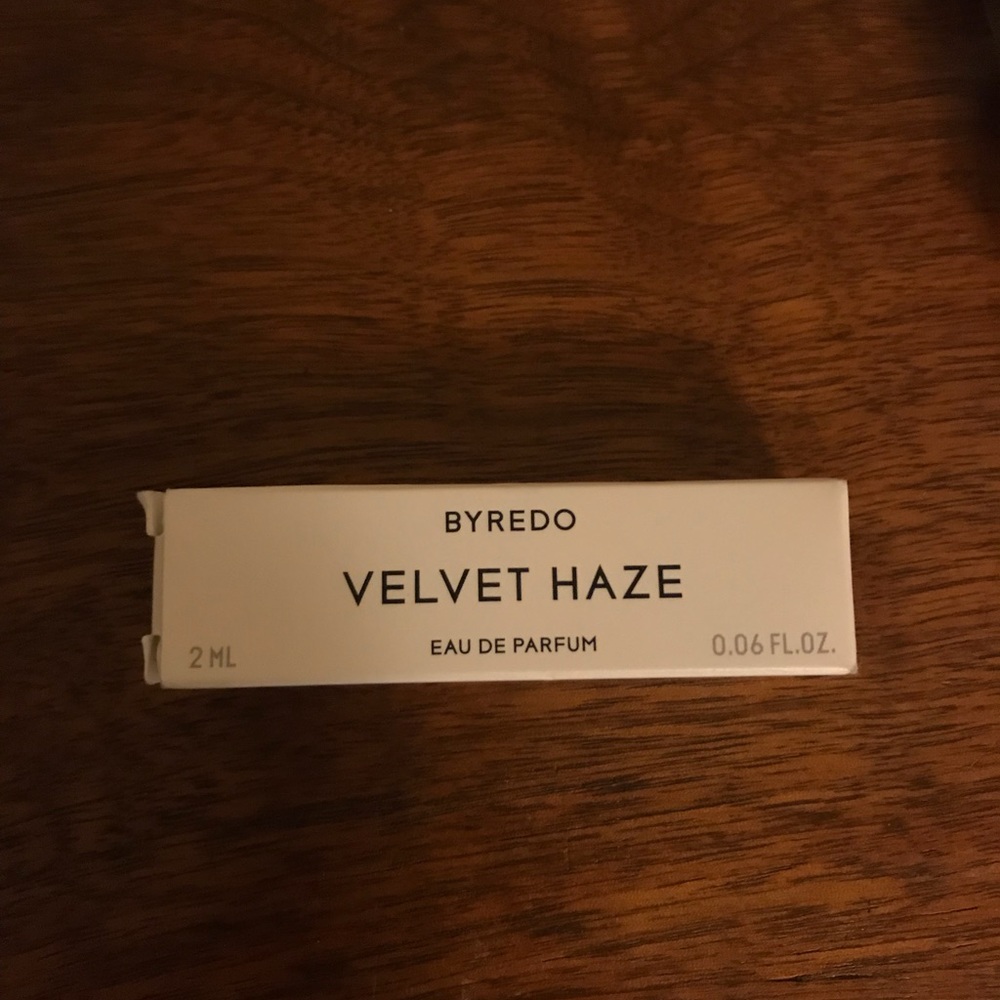 BYREDO
VELVET HAZE
EAU DE PARFUM
2 ML
0.06 FL.OZ.